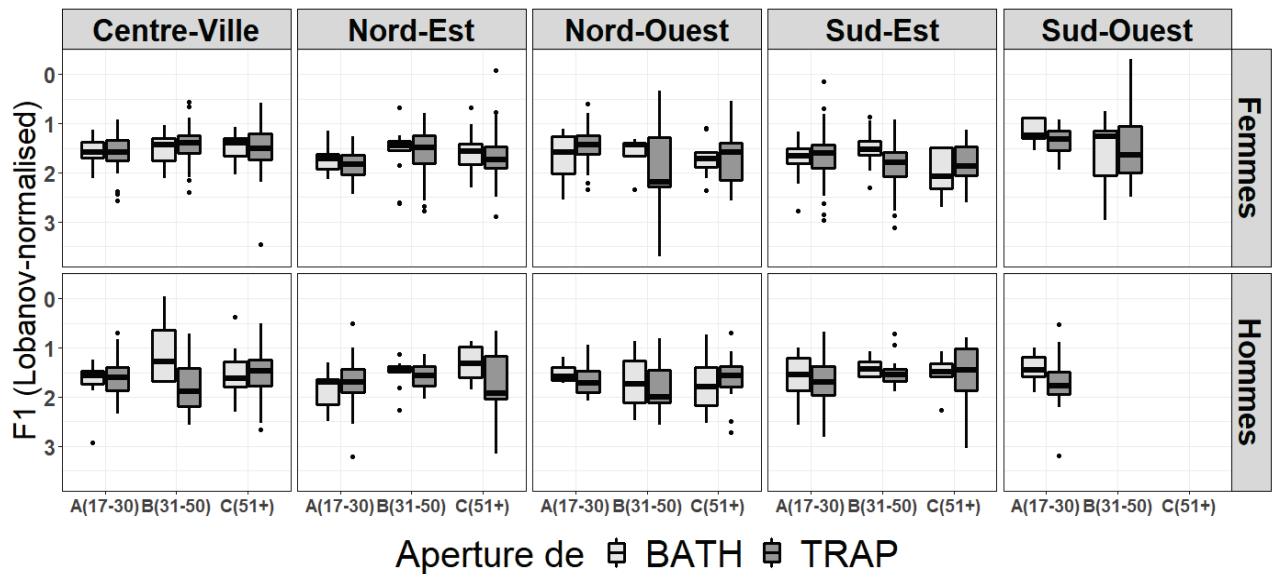 Centre-Ville Nord-Est Nord-Ouest Sud-Est Sud-Ouest
F1 (Lobanov-normalised)
0
1
2
3
Femmes
0
1
2
3
Hommes
A(17-30) B(31-50) C(51+) A(17-30) B(31-50) C(51+) A(17-30) B(31-50) C(51+) A(17-30) B(31-50) C(51+) A(17-30) B(31-50) C(51+)
Aperture de BATH TRAP